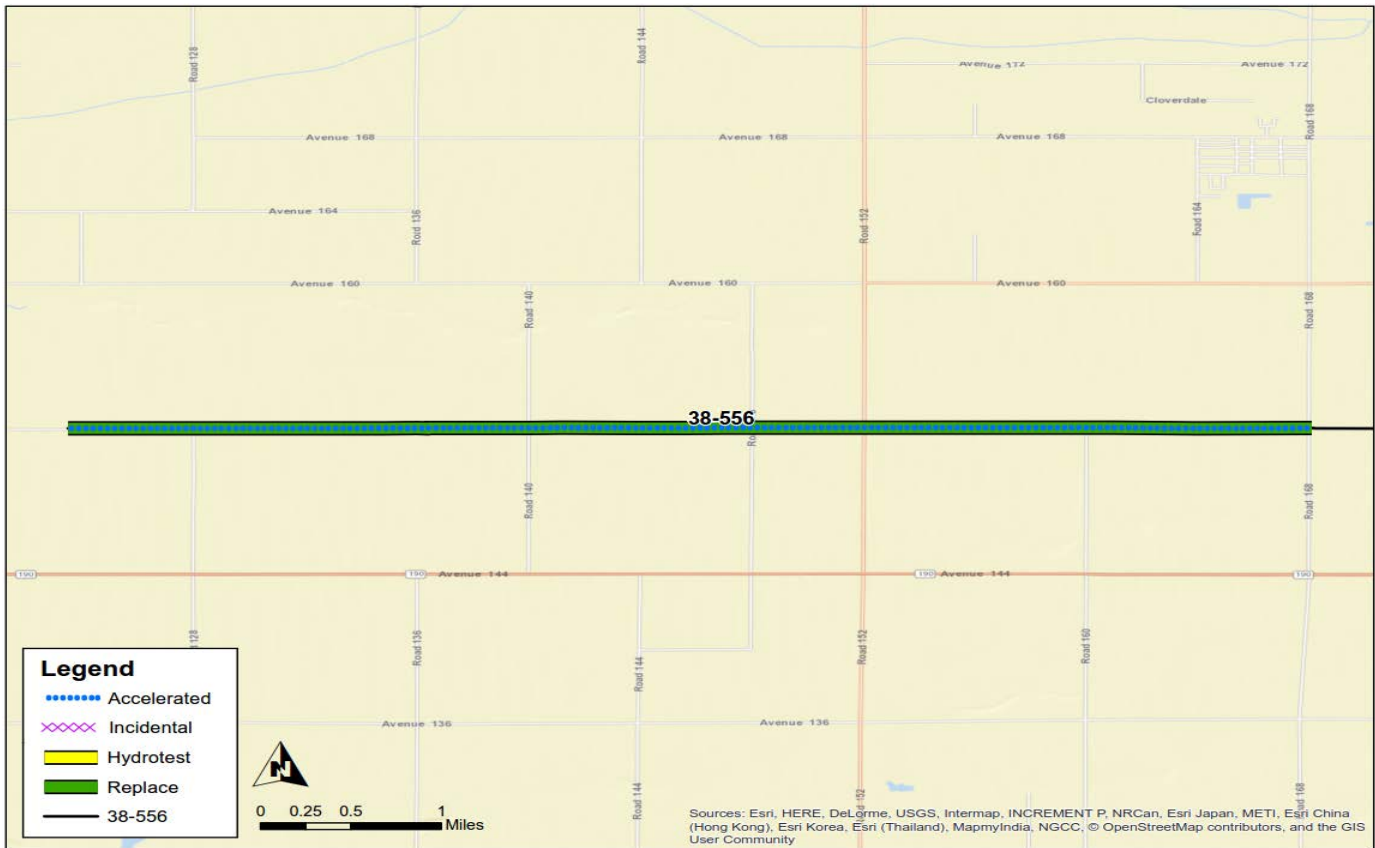 Road 128
Road 144
Avenue 172
Avenue 172
Cloverdale
Road 168
Avenue 168
Avenue 168
Avenue 168
Avenue 164
Road 136
Road 152
Road 164
Avenue 160
Avenue 160
Avenue 160
Road 140
Road 168
38-556
Road 140
Road 168
190
190
Avenue 144
190
Avenue 144
190
128
Road 136
Road 144
Road 152
Road 160
Avenue 136
Avenue 136
Road 144
Road 152
Road 168
Legend
Accelerated
Incidental
Hydrotest
Replace
38-556
N
0 0.25 0.5 1
Miles
Sources: Esri, HERE, DeLorme, USGS, Intermap, INCREMENT P, NRCan, Esri Japan, METI, Esri China
(Hong Kong), Esri Korea, Esri (Thailand), MapmyIndia, NGCC, © OpenStreetMap contributors, and the GIS
User Community